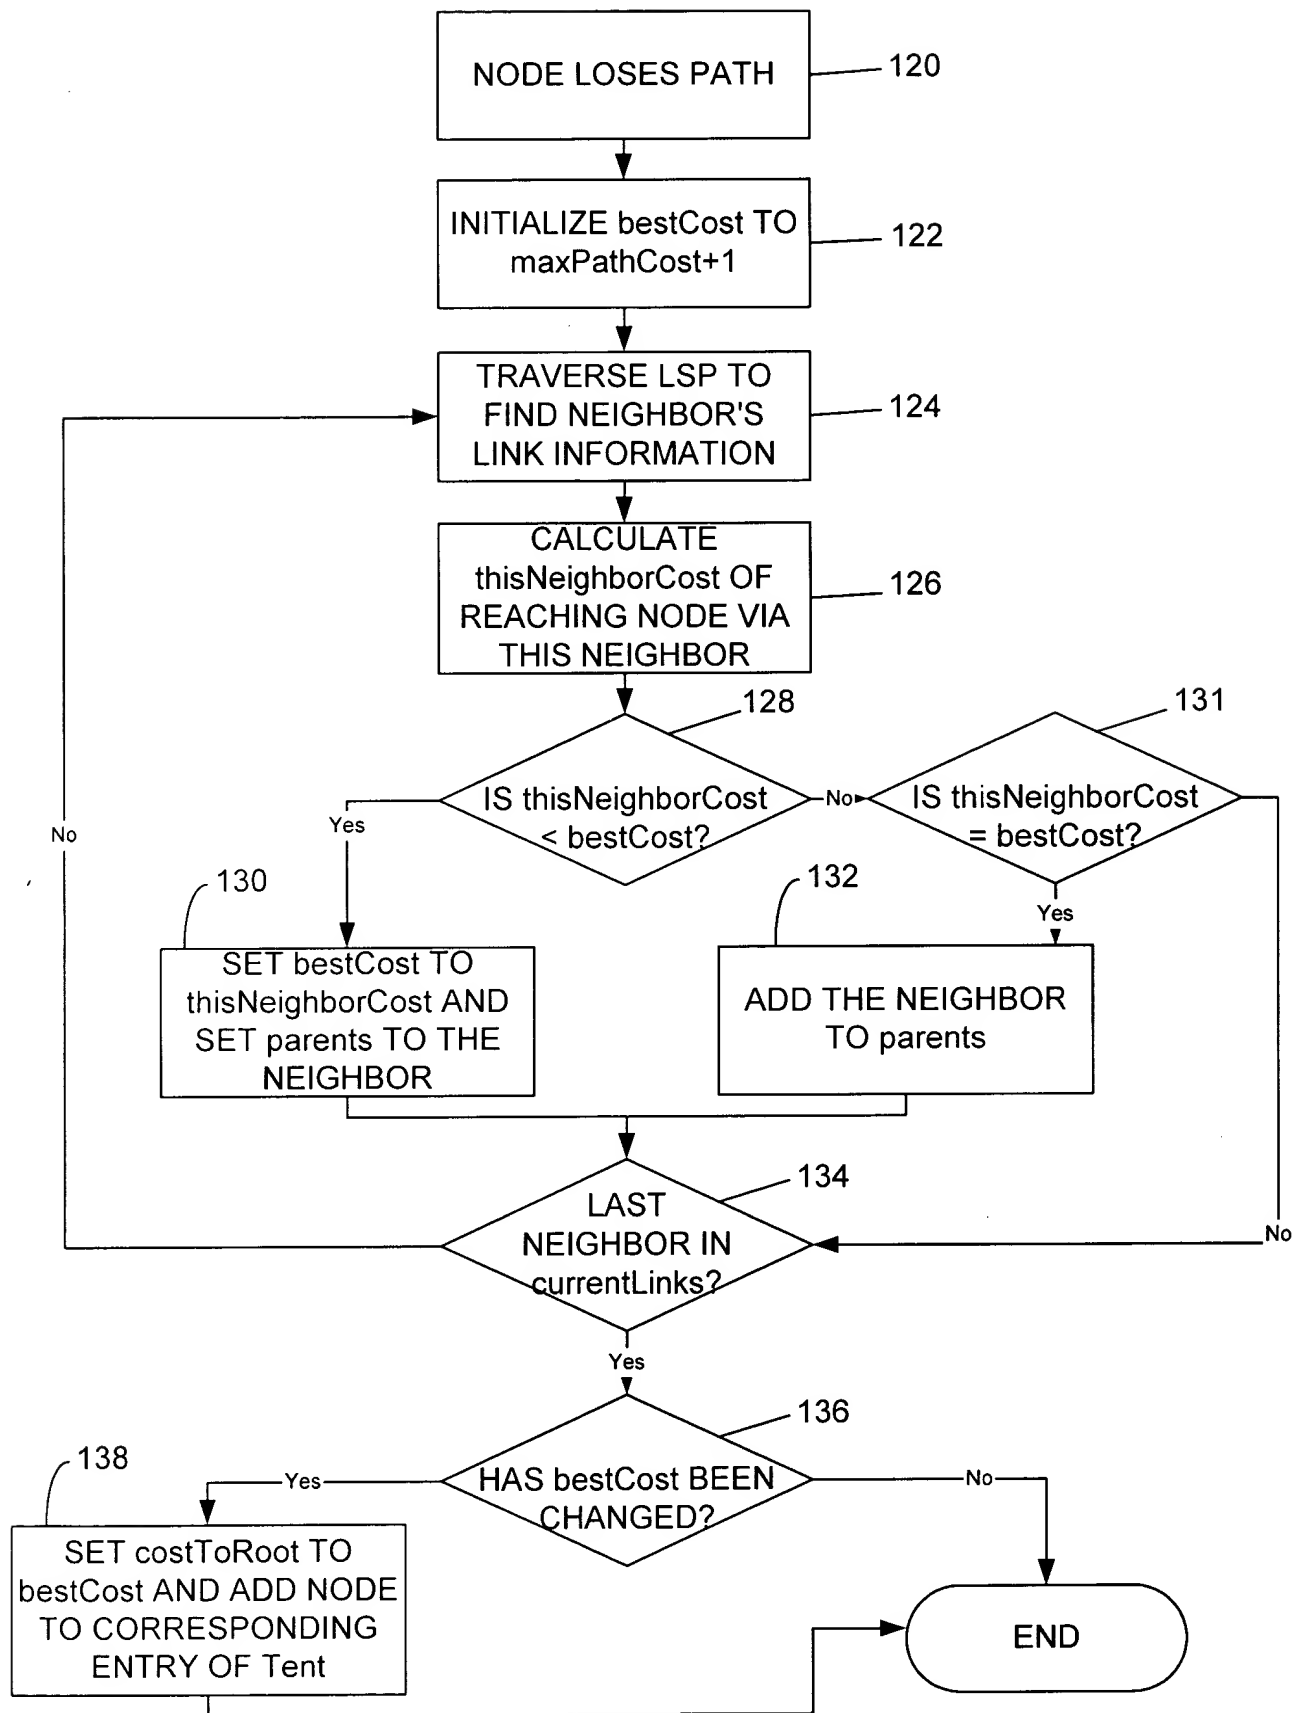 NODE LOSES PATH
120
INITIALIZE bestCost TO
maxPathCost+1
122
TRAVERSE LSP TO
FIND NEIGHBOR'S
LINK INFORMATION
124
CALCULATE
thisNeighborCost OF
REACHING NODE VIA
THIS NEIGHBOR
126
128
IS thisNeighborCost
< bestCost?
No
131
IS thisNeighborCost
= bestCost?
Yes
No
130
SET bestCost TO
thisNeighborCost AND
SET parents TO THE
NEIGHBOR
132
Yes
ADD THE NEIGHBOR
TO parents
134
LAST
NEIGHBOR IN
currentLinks?
No
Yes
136
HAS bestCost BEEN
CHANGED?
Yes
No
138
SET costToRoot TO
bestCost AND ADD NODE
TO CORRESPONDING
ENTRY OF Tent
END